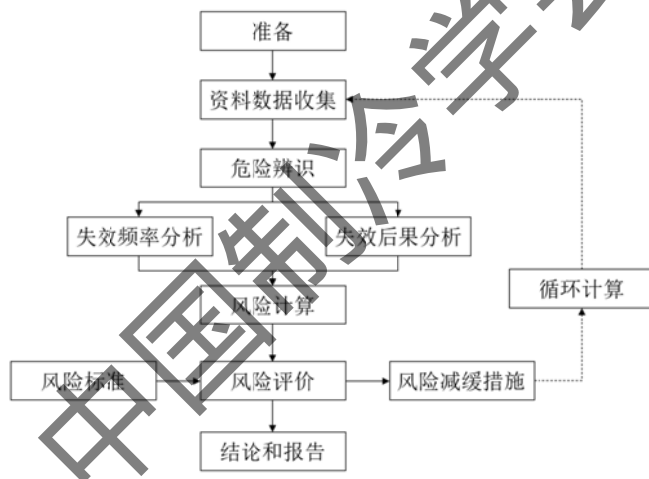 准备
资料数据收集
危险辨识
失效频率分析
失效后果分析
风险计算
循环计算
风险标准
风险评价
风险减缓措施
结论和报告
中国制冷学会